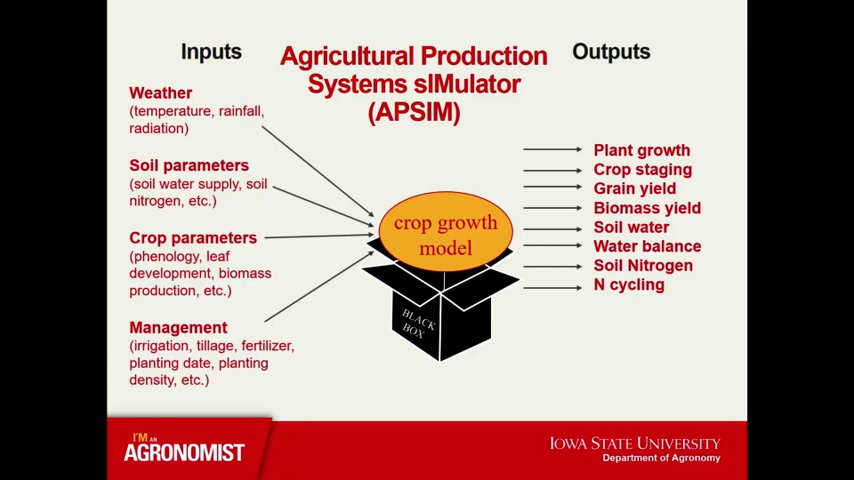 Inputs
Agricultural Production
Systems sIMulator
(APSIM)
Outputs
Weather
(temperature, rainfall,
radiation)
Soil parameters
(soil water supply, soil
nitrogen, etc.)
Crop parameters
(phenology, leaf
development, biomass
production, etc.)
Management
(irrigation, tillage, fertilizer,
planting date, planting
density, etc.)
crop growth
model
BLACK
BOX
Plant growth
Crop staging
Grain yield
Biomass yield
Soil water
Water balance
Soil Nitrogen
N cycling
I'M AN
AGRONOMIST
IOWA STATE UNIVERSITY
Department of Agronomy